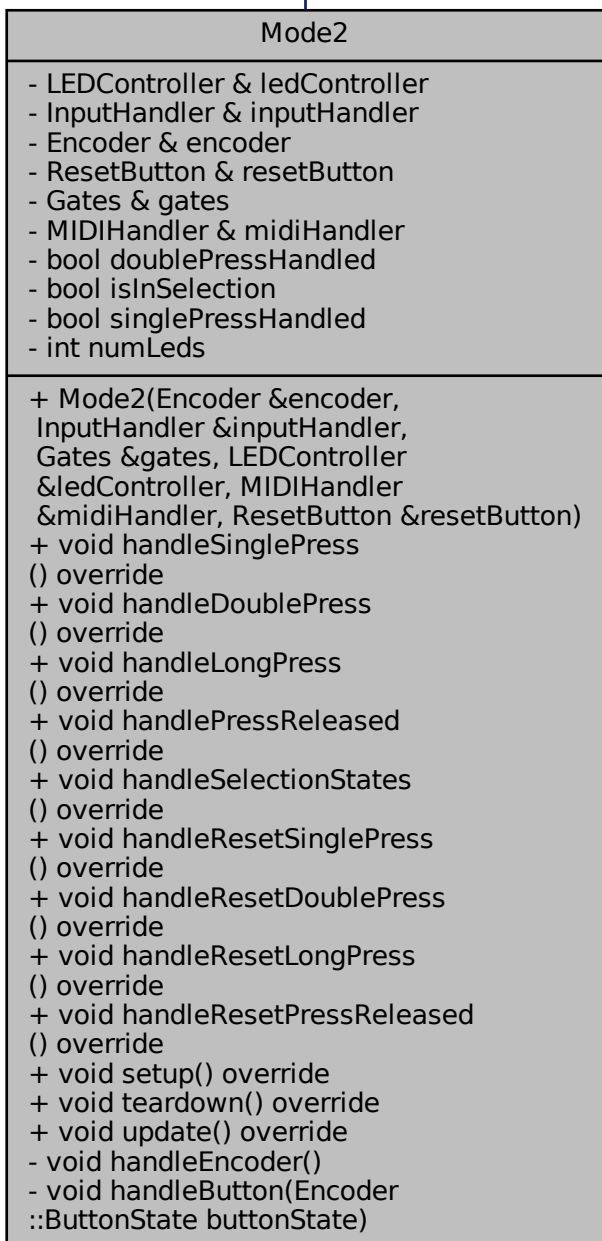 Mode2
- LEDController & ledController
- InputHandler & inputHandler
- Encoder & encoder
- ResetButton & resetButton
- Gates & gates
- MIDIHandler & midiHandler
- bool doublePressHandled
- bool isInSelection
- bool singlePressHandled
- int numLeds
+ Mode2(Encoder &encoder,
InputHandler &inputHandler,
Gates &gates, LEDController
&ledController, MIDIHandler
&midiHandler, ResetButton &resetButton)
+ void handleSinglePress
() override
+ void handleDoublePress
() override
+ void handleLongPress
() override
+ void handlePressReleased
() override
+ void handleSelectionStates
() override
+ void handleResetSinglePress
() override
+ void handleResetDoublePress
() override
+ void handleResetLongPress
() override
+ void handleResetPressReleased
() override
+ void setup() override
+ void teardown() override
+ void update() override
- void handleEncoder()
- void handleButton(Encoder
::ButtonState buttonState)